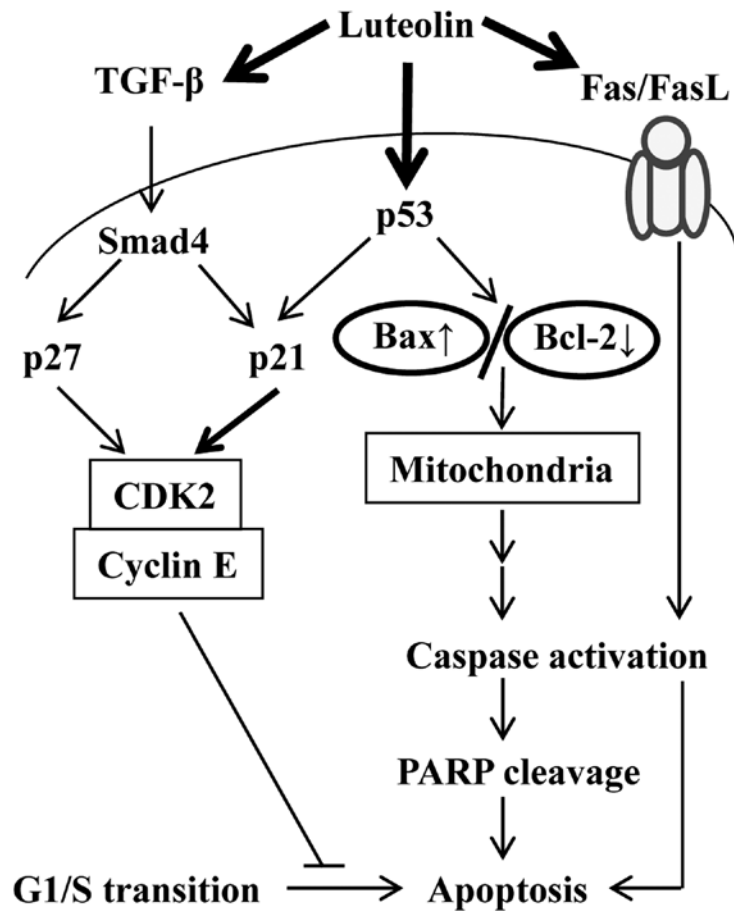 Luteolin
TGF-β
Fas/FasL
p53
Smad4
p27
p21
Bax↑
Bcl-2↓
CDK2
Mitochondria
Cyclin E
Caspase activation
PARP cleavage
G1/S transition
Apoptosis